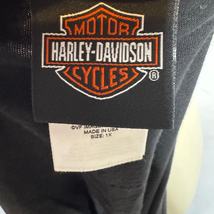 MOTOR
HARLEY-DAVIDSON
CYCLES
®
MADE IN USA
SIZE: 1X